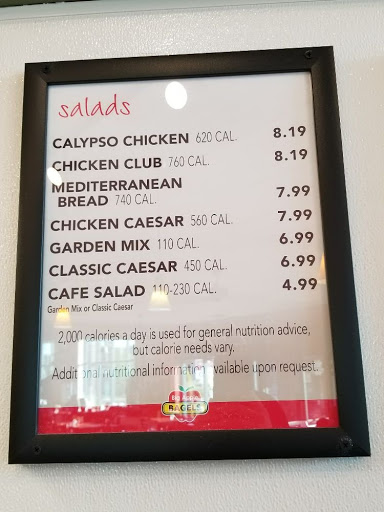 salads
CALYPSO CHICKEN 620 CAL. 8.19
CHICKEN CLUB 760 CAL. 8.19
MEDITERRANEAN
BREAD 740 CAL. 7.99
CHICKEN CAESAR 560 CAL. 7.99
GARDEN MIX 110 CAL. 6.99
CLASSIC CAESAR 450 CAL. 6.99
CAFE SALAD 110-230 CAL. 4.99
Garden Mix or Classic Caesar
2,000 calories a day is used for general nutrition advice,
but calorie needs vary.
Additional nutritional information available upon request.
Big Apple
BAGELS